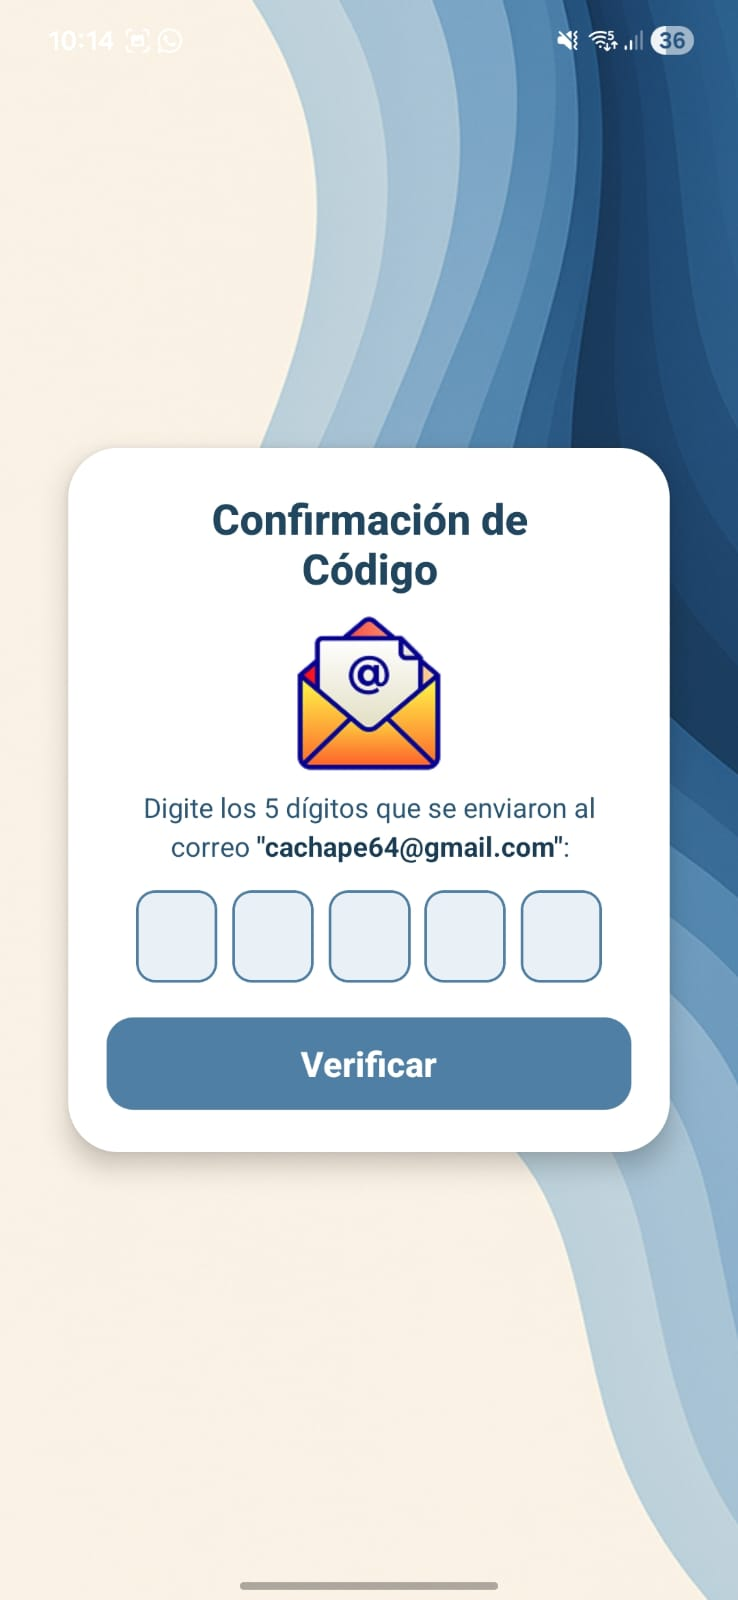 10:14
36
Confirmación de
Código
@
Digite los 5 dígitos que se enviaron al
correo "cachape64@gmail.com":
Verificar